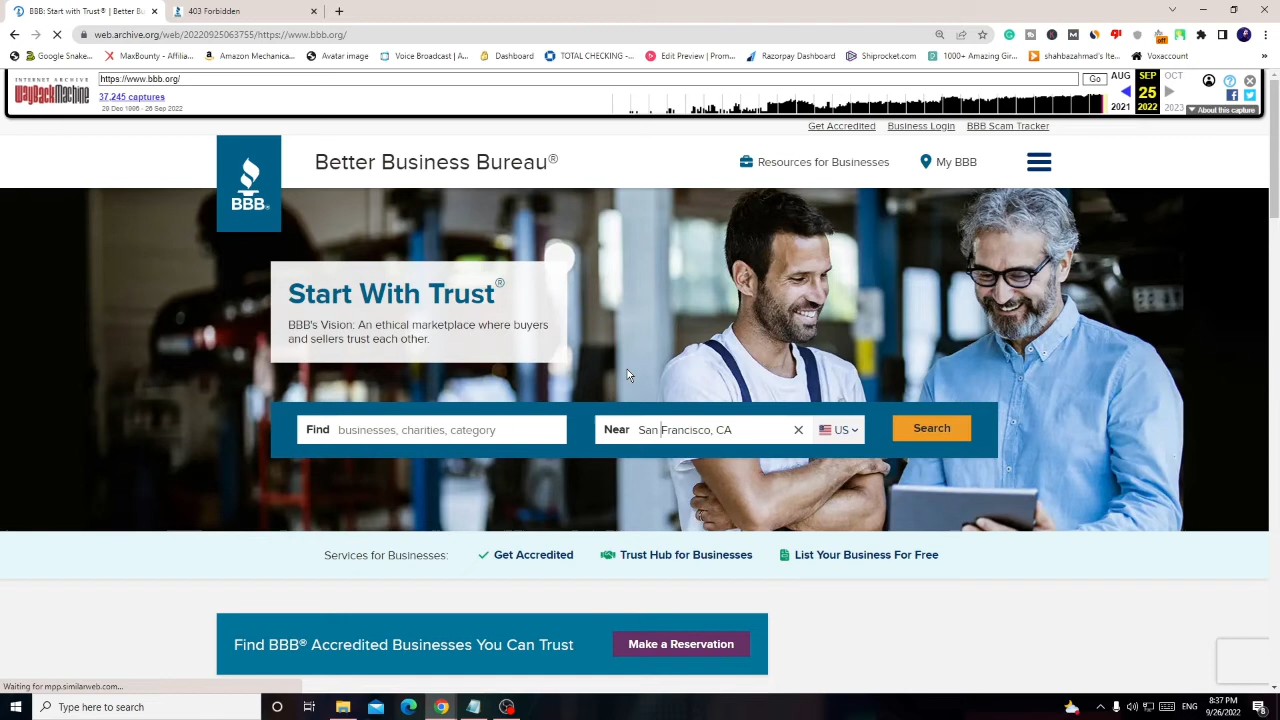 BBB: Start with Trust® | Better Bu
403 Forbidden
web.archive.org/web/20220925063755/https://www.bbb.org/
Google Snake...
MaxBounty - Affilia...
Amazon Mechanica...
Voice Broadcast | A...
Dashboard
TOTAL CHECKING -...
Edit Preview | Prom...
Razorpay Dashboard
Shiprocket.com
1000+ Amazing Gir...
shahbazahmad's Ite...
Voxaccount
INTERNET ARCHIVE
WayBackMachine
https://www.bbb.org/
Go
37,245 captures
29 Dec 1996 - 26 Sep 2022
AUG
SEP
OCT
25
2021
2022
2023
About this capture
Get Accredited
Business Login
BBB Scam Tracker
BBB®
Better Business Bureau®
Resources for Businesses
My BBB
Start With Trust®
BBB's Vision: An ethical marketplace where buyers
and sellers trust each other.
Find businesses, charities, category
Near San Francisco, CA
US
Search
Services for Businesses:
Get Accredited
Trust Hub for Businesses
List Your Business For Free
Find BBB® Accredited Businesses You Can Trust
Make a Reservation
Waiting for mpp.similarweb.com...
Type here to search
ENG
8:37 PM
9/26/2022
8